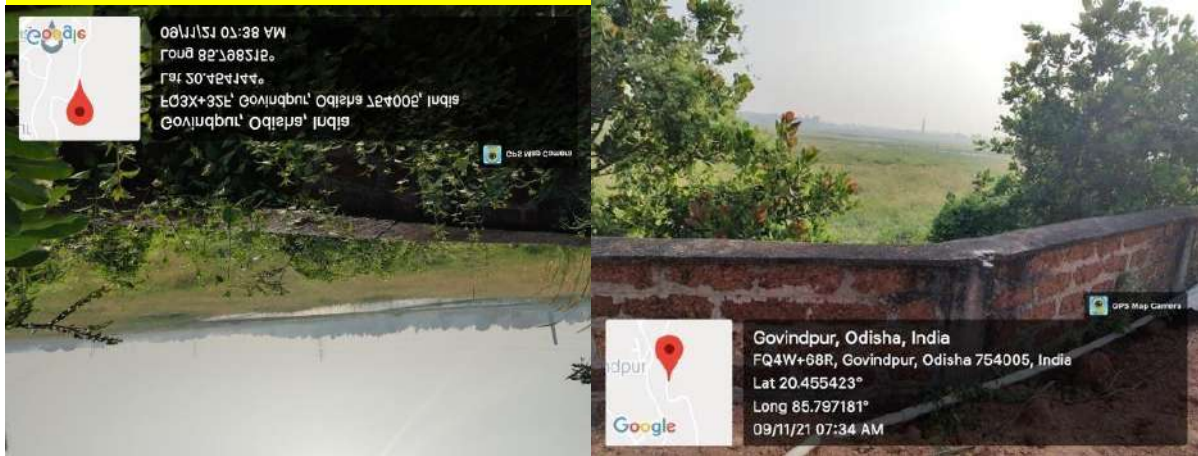 Google
Govindpur, Odisha, India
FQ3X+32F, Govindpur, Odisha 754005, India
Lat 20.454144°
Long 85.798215°
09/11/21 07:38 AM
GPS Map Camera
GPS Map Camera
ndpur
Google
Govindpur, Odisha, India
FQ4W+68R, Govindpur, Odisha 754005, India
Lat 20.455423°
Long 85.797181°
09/11/21 07:34 AM